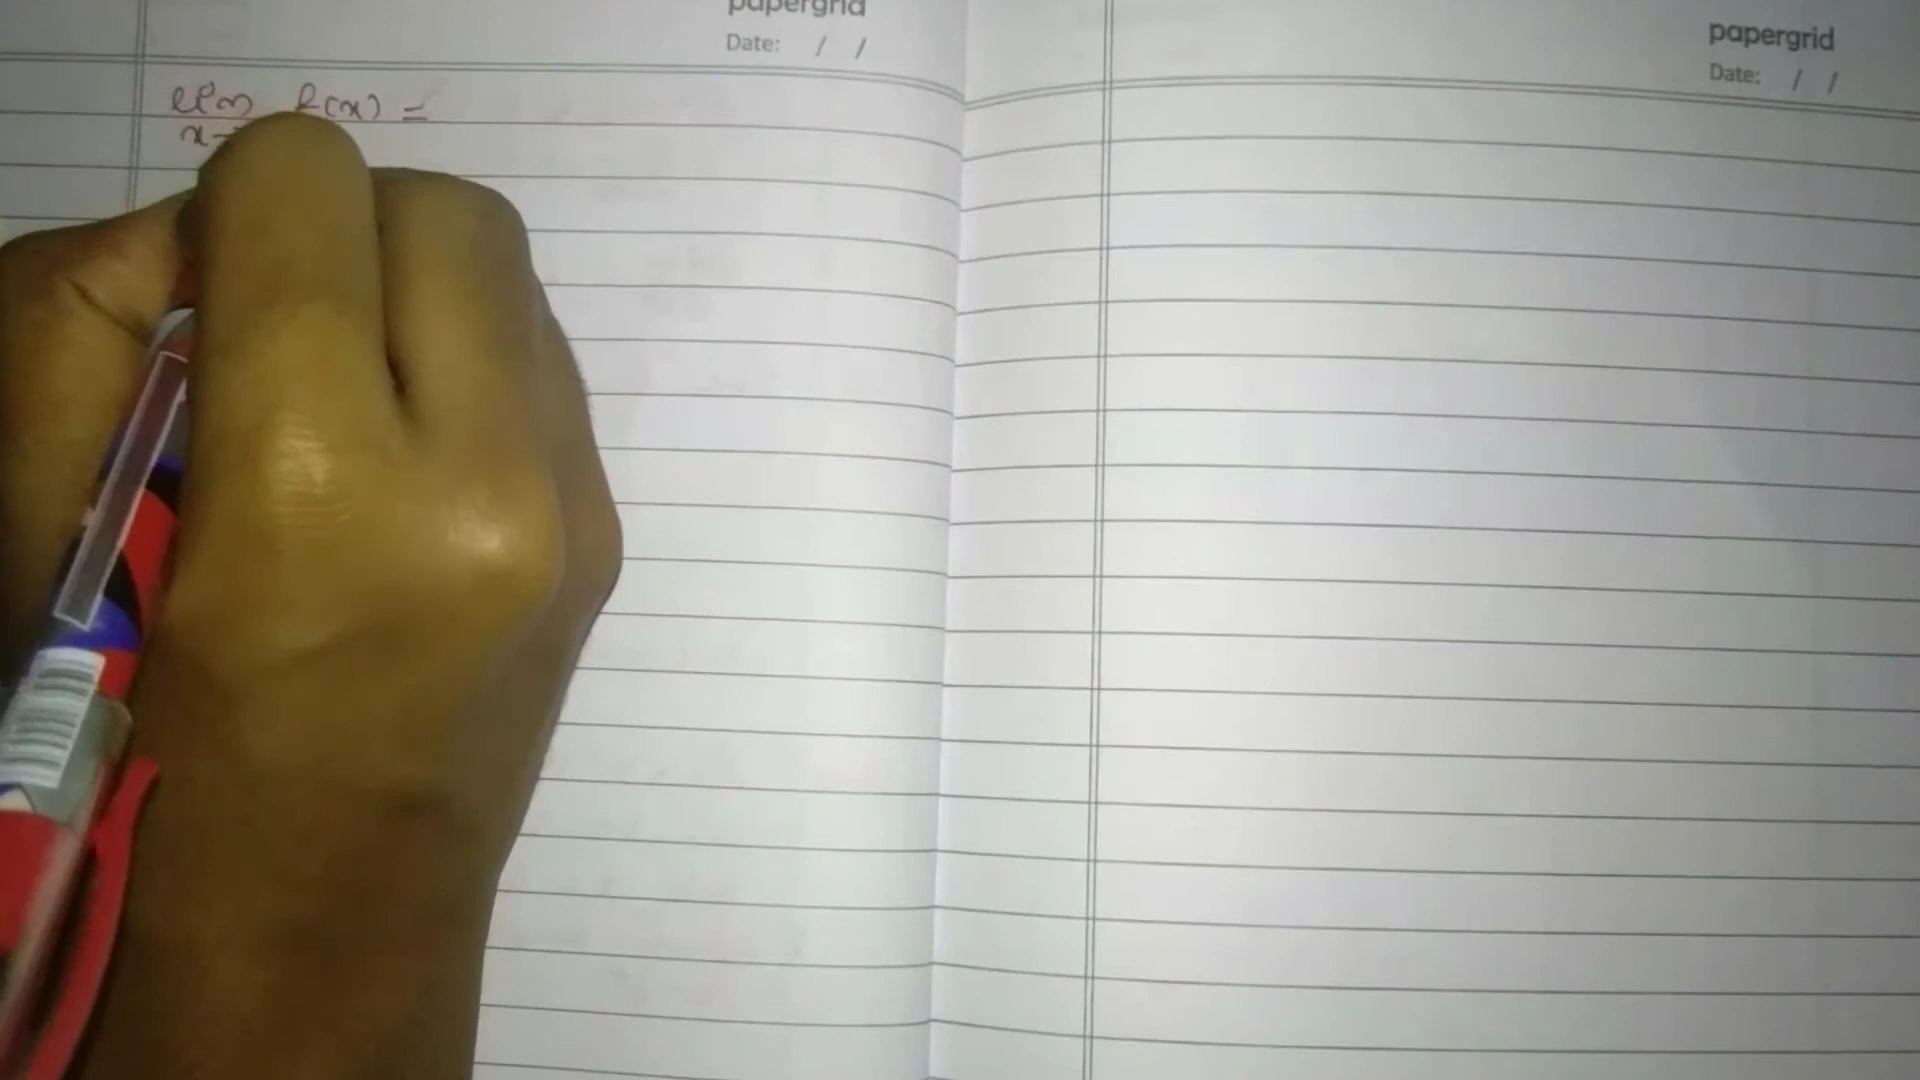 papergrid
Date: / /
papergrid
Date: / /
lim f(x) =
x-